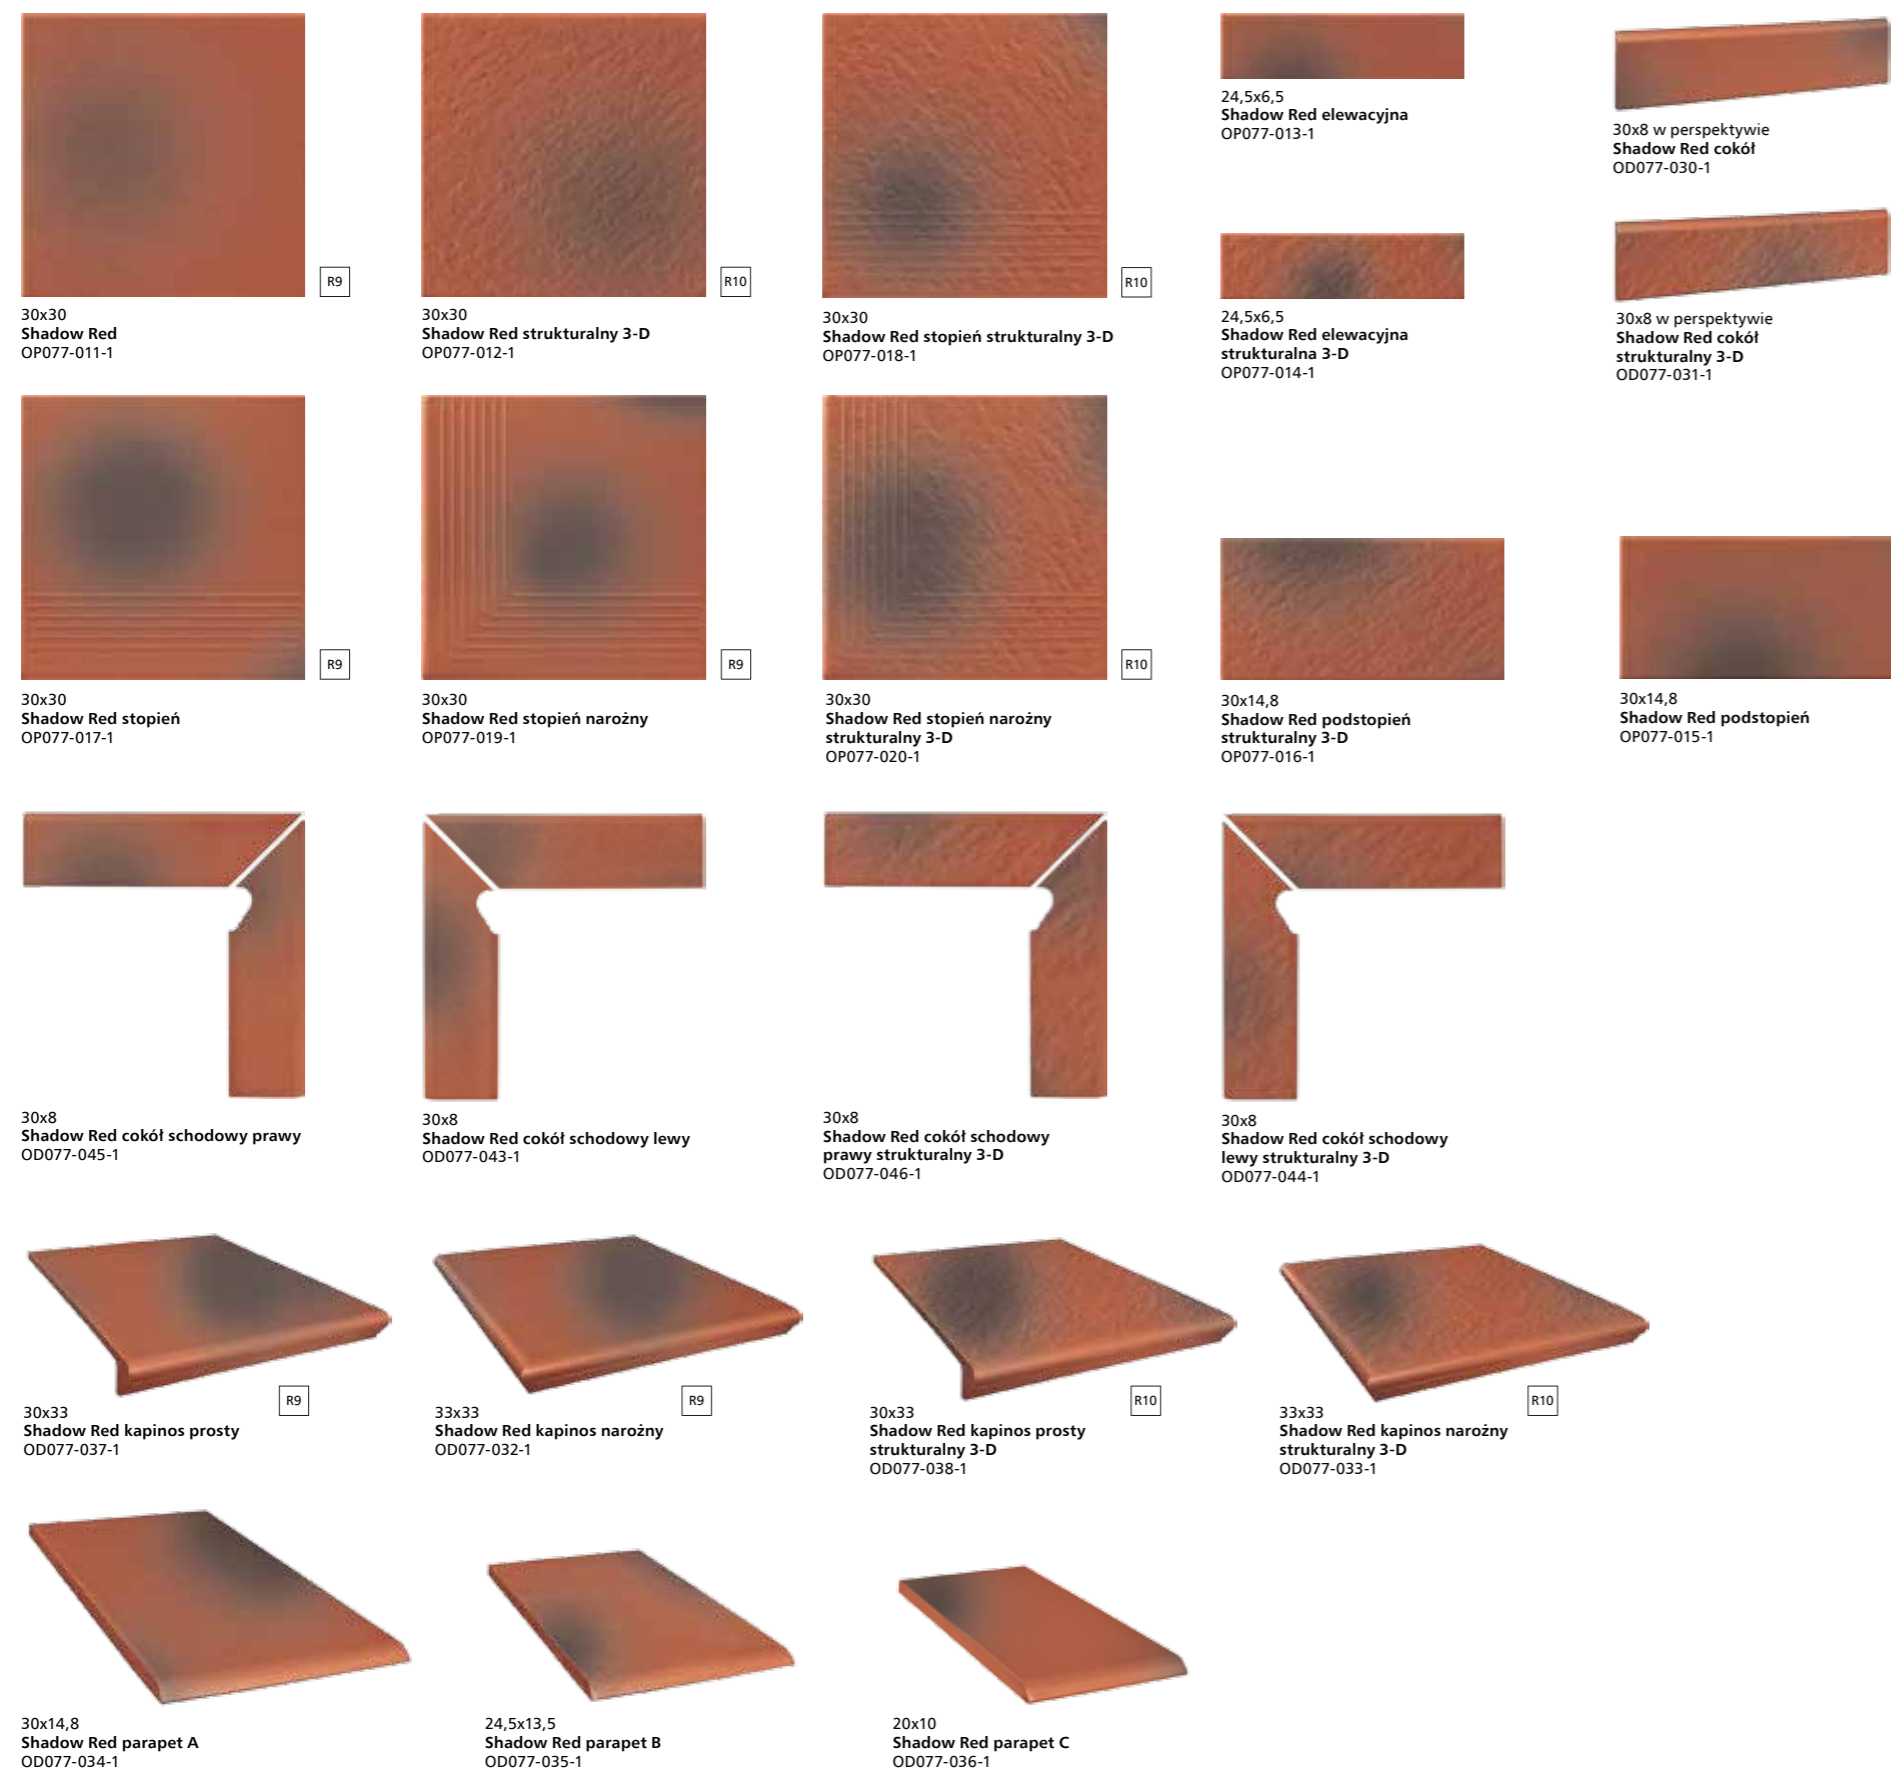 R9
30x30
Shadow Red
OP077-011-1
R10
30x30
Shadow Red strukturalny 3-D
OP077-012-1
R10
30x30
Shadow Red stopień strukturalny 3-D
OP077-018-1
24,5x6,5
Shadow Red elewacyjna
OP077-013-1
30x8 w perspektywie
Shadow Red cokół
OD077-030-1
24,5x6,5
Shadow Red elewacyjna
strukturalna 3-D
OP077-014-1
30x8 w perspektywie
Shadow Red cokół
strukturalny 3-D
OD077-031-1
R9
30x30
Shadow Red stopień
OP077-017-1
R9
30x30
Shadow Red stopień narożny
OP077-019-1
R10
30x30
Shadow Red stopień narożny
strukturalny 3-D
OP077-020-1
30x14,8
Shadow Red podstopień
strukturalny 3-D
OP077-016-1
30x14,8
Shadow Red podstopień
OP077-015-1
30x8
Shadow Red cokół schodowy prawy
OD077-045-1
30x8
Shadow Red cokół schodowy lewy
OD077-043-1
30x8
Shadow Red cokół schodowy
prawy strukturalny 3-D
OD077-046-1
30x8
Shadow Red cokół schodowy
lewy strukturalny 3-D
OD077-044-1
R9
30x33
Shadow Red kapinos prosty
OD077-037-1
R9
33x33
Shadow Red kapinos narożny
OD077-032-1
R10
30x33
Shadow Red kapinos prosty
strukturalny 3-D
OD077-038-1
R10
33x33
Shadow Red kapinos narożny
strukturalny 3-D
OD077-033-1
30x14,8
Shadow Red parapet A
OD077-034-1
24,5x13,5
Shadow Red parapet B
OD077-035-1
20x10
Shadow Red parapet C
OD077-036-1